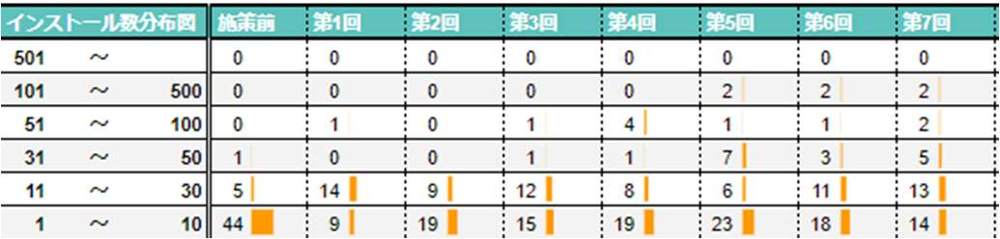 インストール数分布図 施策前 第1回 第2回 第3回 第4回 第5回 第6回 第7回
501 ～ 0 0 0 0 0 0 0 0
101 ～ 500 0 0 0 0 0 2 2 2
51 ～ 100 0 1 0 1 4 1 1 2
31 ～ 50 1 0 0 1 1 7 3 5
11 ～ 30 5 14 9 12 8 6 11 13
1 ～ 10 44 9 19 15 19 23 18 14